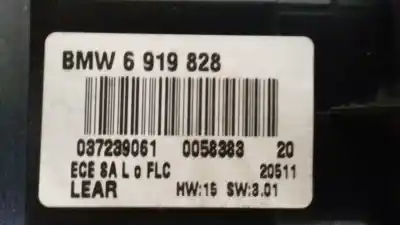 BMW 6 919 828
037239061 0058383 20
ECE SA L o FLC 20511
LEAR HW:15 SW:3.01